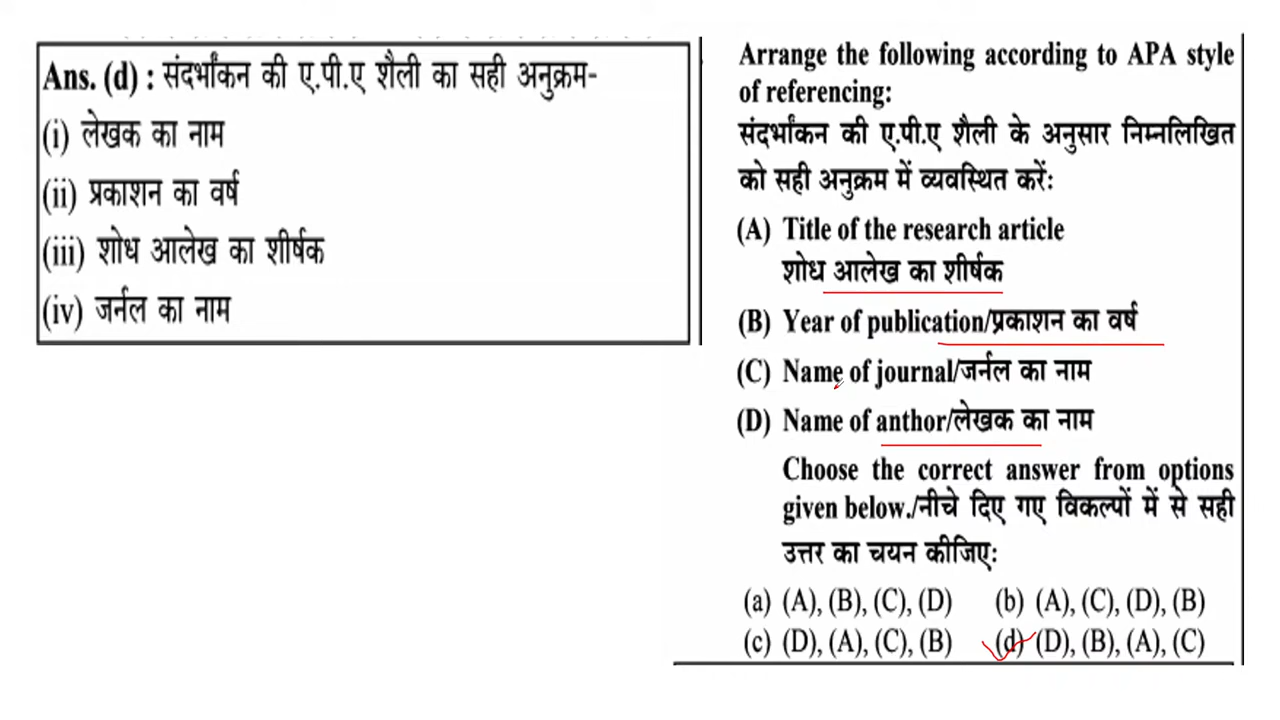 Ans. (d) : संदर्भांकन की ए.पी.ए शैली का सही अनुक्रम-
(i) लेखक का नाम
(ii) प्रकाशन का वर्ष
(iii) शोध आलेख का शीर्षक
(iv) जर्नल का नाम
Arrange the following according to APA style
of referencing:
संदर्भांकन की ए.पी.ए शैली के अनुसार निम्नलिखित
को सही अनुक्रम में व्यवस्थित करें:
(A) Title of the research article
शोध आलेख का शीर्षक
(B) Year of publication/प्रकाशन का वर्ष
(C) Name of journal/जर्नल का नाम
(D) Name of anthor/लेखक का नाम
Choose the correct answer from options
given below./नीचे दिए गए विकल्पों में से सही
उत्तर का चयन कीजिए:
(a) (A), (B), (C), (D) (b) (A), (C), (D), (B)
(c) (D), (A), (C), (B) (d) (D), (B), (A), (C)